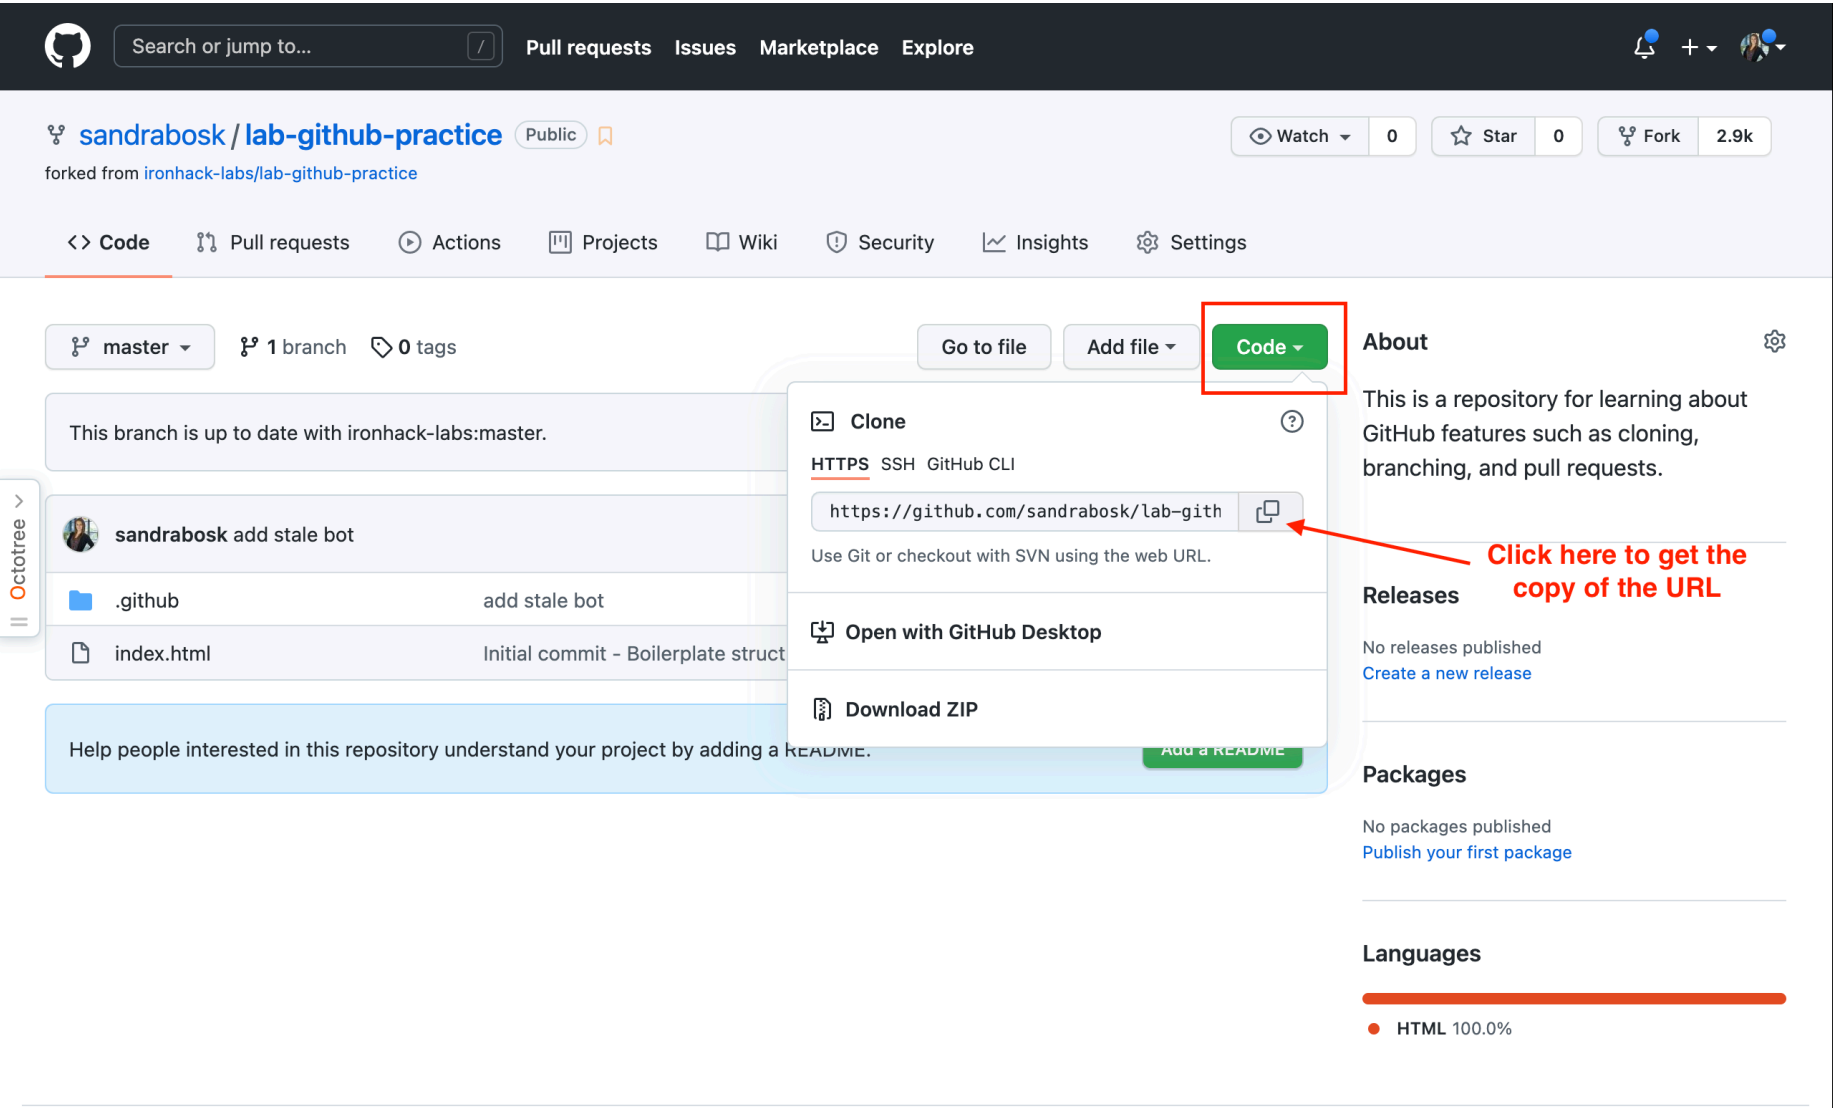 Search or jump to... /
Pull requests Issues Marketplace Explore
sandrabosk / lab-github-practice Public
Watch 0 Star 0 Fork 2.9k
forked from ironhack-labs/lab-github-practice
Code Pull requests Actions Projects Wiki Security Insights Settings
master 1 branch 0 tags
Go to file Add file Code
This branch is up to date with ironhack-labs:master.
sandrabosk add stale bot
.github add stale bot
index.html Initial commit - Boilerplate struct
Help people interested in this repository understand your project by adding a README.
Add a README
Clone
HTTPS SSH GitHub CLI
https://github.com/sandrabosk/lab-gith
Use Git or checkout with SVN using the web URL.
Open with GitHub Desktop
Download ZIP
Click here to get the
copy of the URL
About
This is a repository for learning about
GitHub features such as cloning,
branching, and pull requests.
Releases
No releases published
Create a new release
Packages
No packages published
Publish your first package
Languages
HTML 100.0%
Octotree